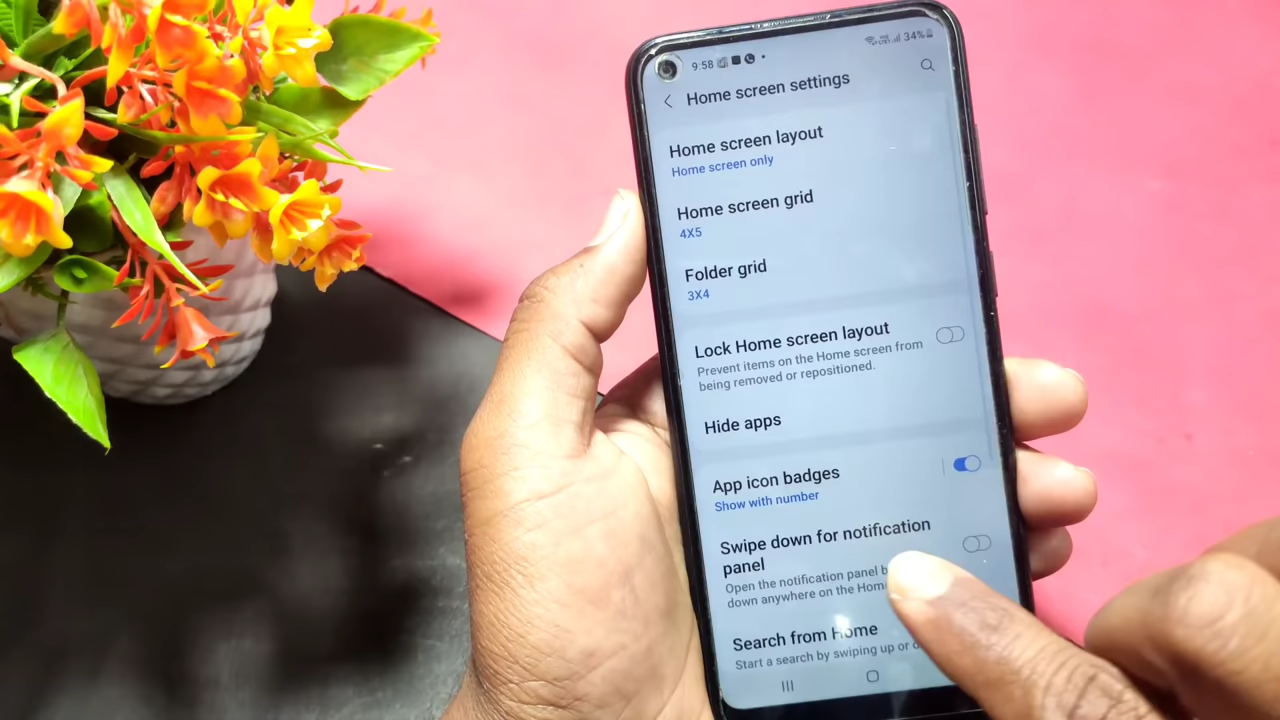 9:58
34%
Home screen settings
Home screen layout
Home screen only
Home screen grid
4X5
Folder grid
3X4
Lock Home screen layout
Prevent items on the Home screen from
being removed or repositioned.
Hide apps
App icon badges
Show with number
Swipe down for notification
panel
Open the notification panel
down anywhere on the
Search from Home
Start a search by swiping up or